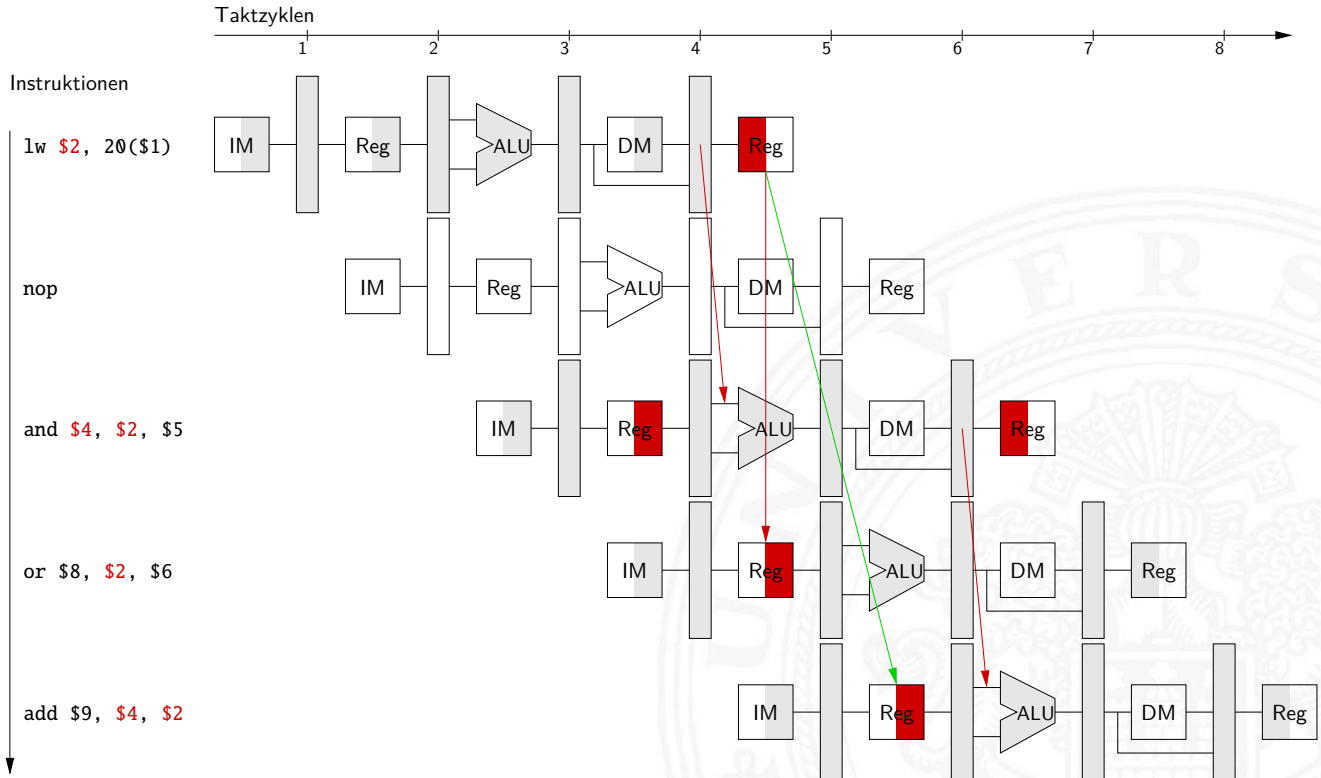 Taktzyklen
1 2 3 4 5 6 7 8
Instruktionen
lw $2, 20($1) IM Reg ALU DM Reg
nop IM Reg ALU DM Reg
and $4, $2, $5 IM Reg ALU DM Reg
or $8, $2, $6 IM Reg ALU DM Reg
add $9, $4, $2 IM Reg ALU DM Reg
U N I V E R S